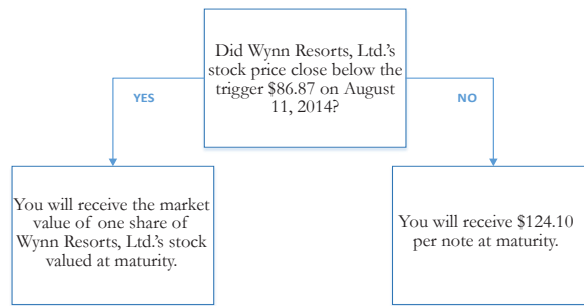 Did Wynn Resorts, Ltd.'s
stock price close below the
trigger $86.87 on August
11, 2014?
YES
NO
You will receive the market
value of one share of
Wynn Resorts, Ltd.'s stock
valued at maturity.
You will receive $124.10
per note at maturity.